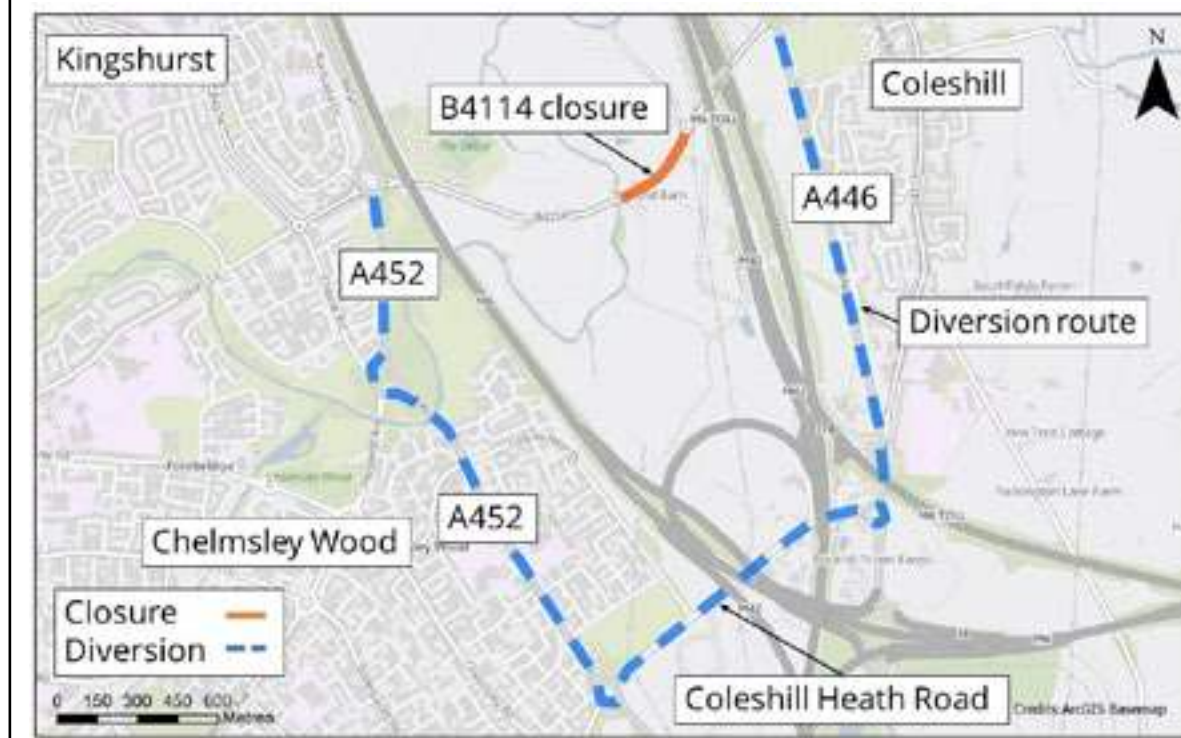 Kingshurst
N
Coleshill
B4114 closure
A446
A452
Diversion route
A452
Chelmsley Wood
Closure
Diversion
0 150 300 450 600
Metres
Coleshill Heath Road
Credits:ArcGIS Basemap